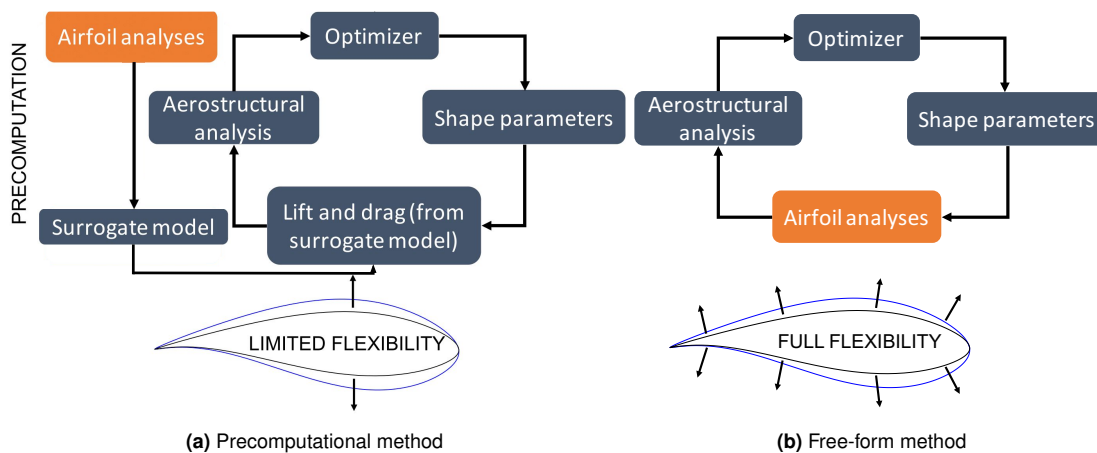 PRECOMPUTATION
Airfoil analyses
Optimizer
Aerostructural
analysis
Shape parameters
Surrogate model
Lift and drag (from
surrogate model)
LIMITED FLEXIBILITY
(a) Precomputational method
Optimizer
Aerostructural
analysis
Shape parameters
Airfoil analyses
FULL FLEXIBILITY
(b) Free-form method